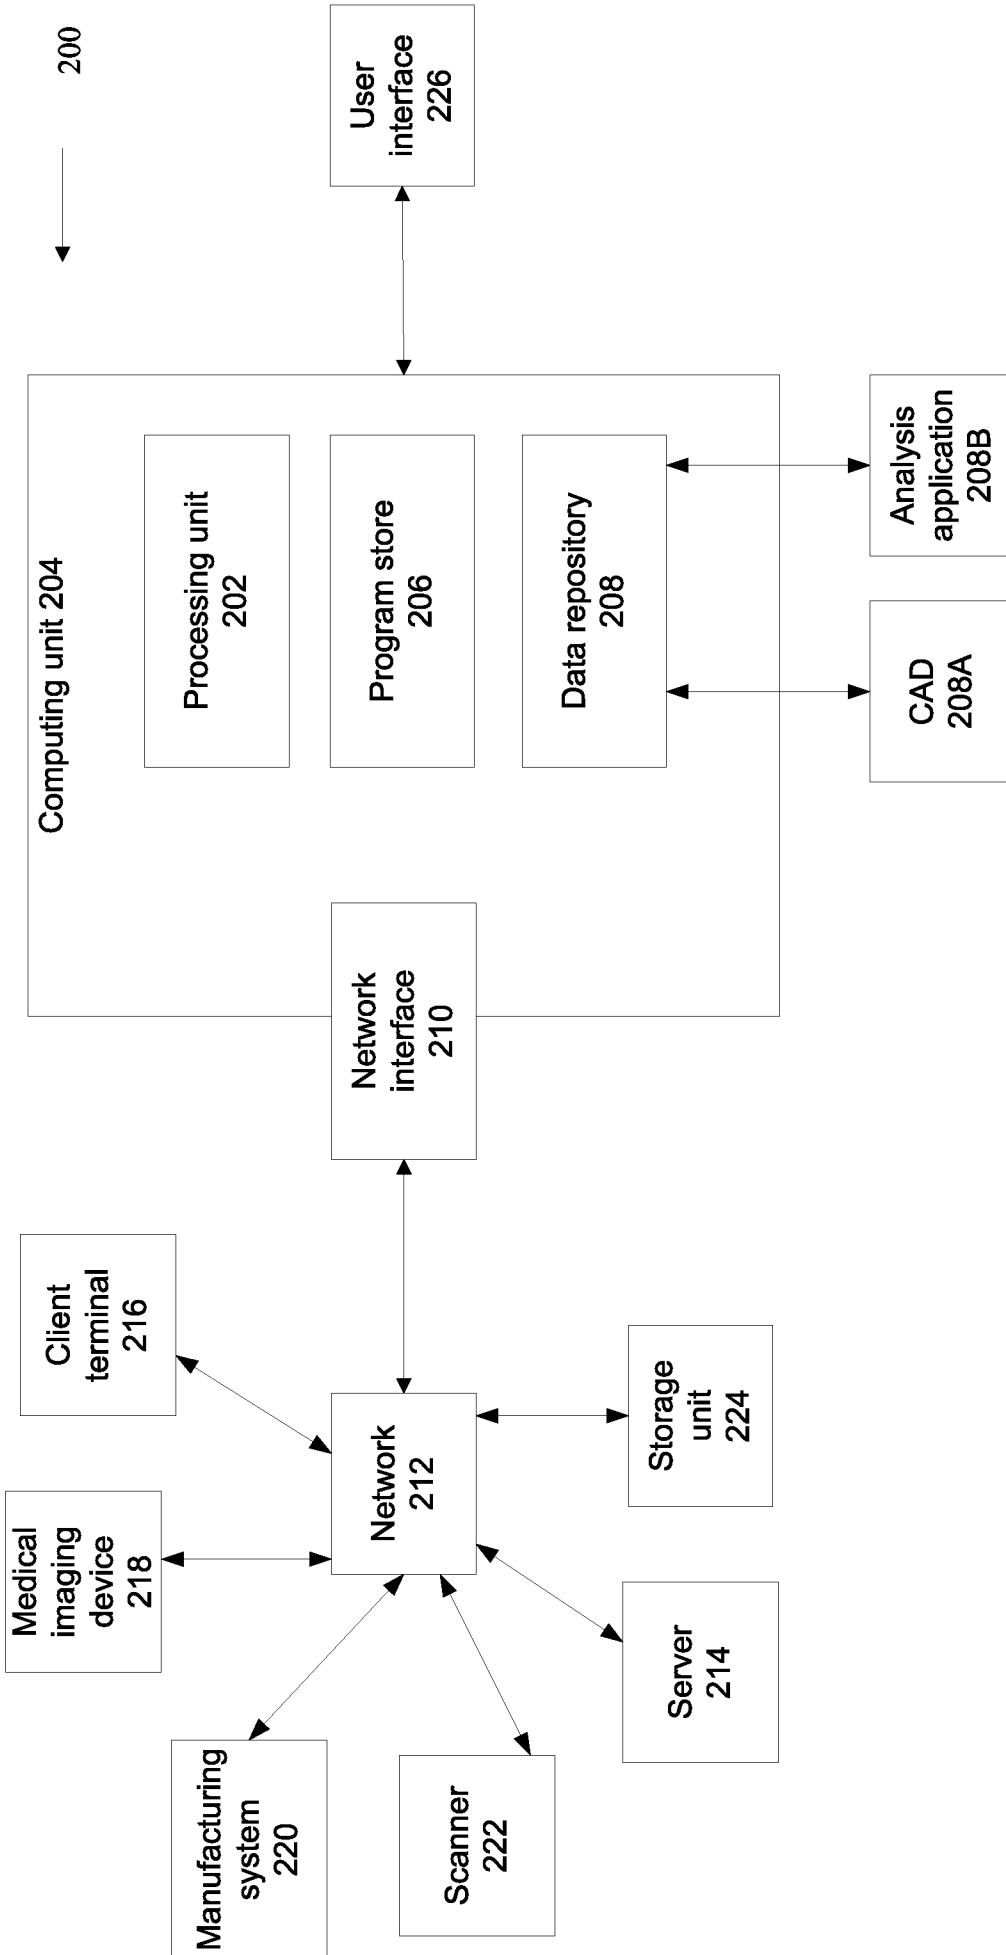 200
Computing unit 204
Processing unit
202
Program store
206
Data repository
208
User
interface
226
Analysis
application
208B
CAD
208A
Network
interface
210
Client
terminal
216
Medical
imaging
device
218
Network
212
Storage
unit
224
Manufacturing
system
220
Scanner
222
Server
214